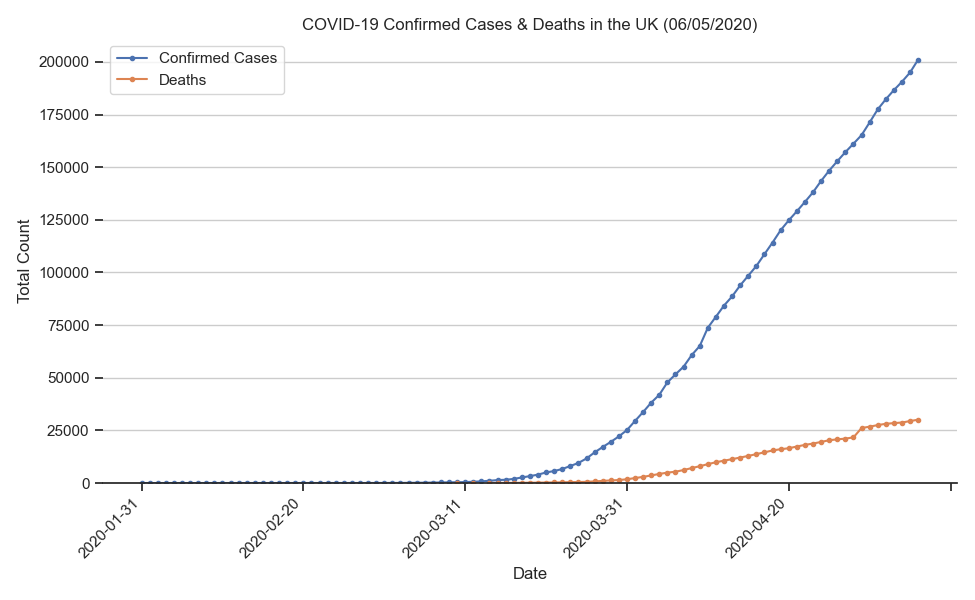 COVID-19 Confirmed Cases & Deaths in the UK (06/05/2020)
Confirmed Cases
Deaths
200000
175000
150000
125000
100000
75000
50000
25000
0
Total Count
2020-01-31
2020-02-20
2020-03-11
2020-03-31
2020-04-20
Date